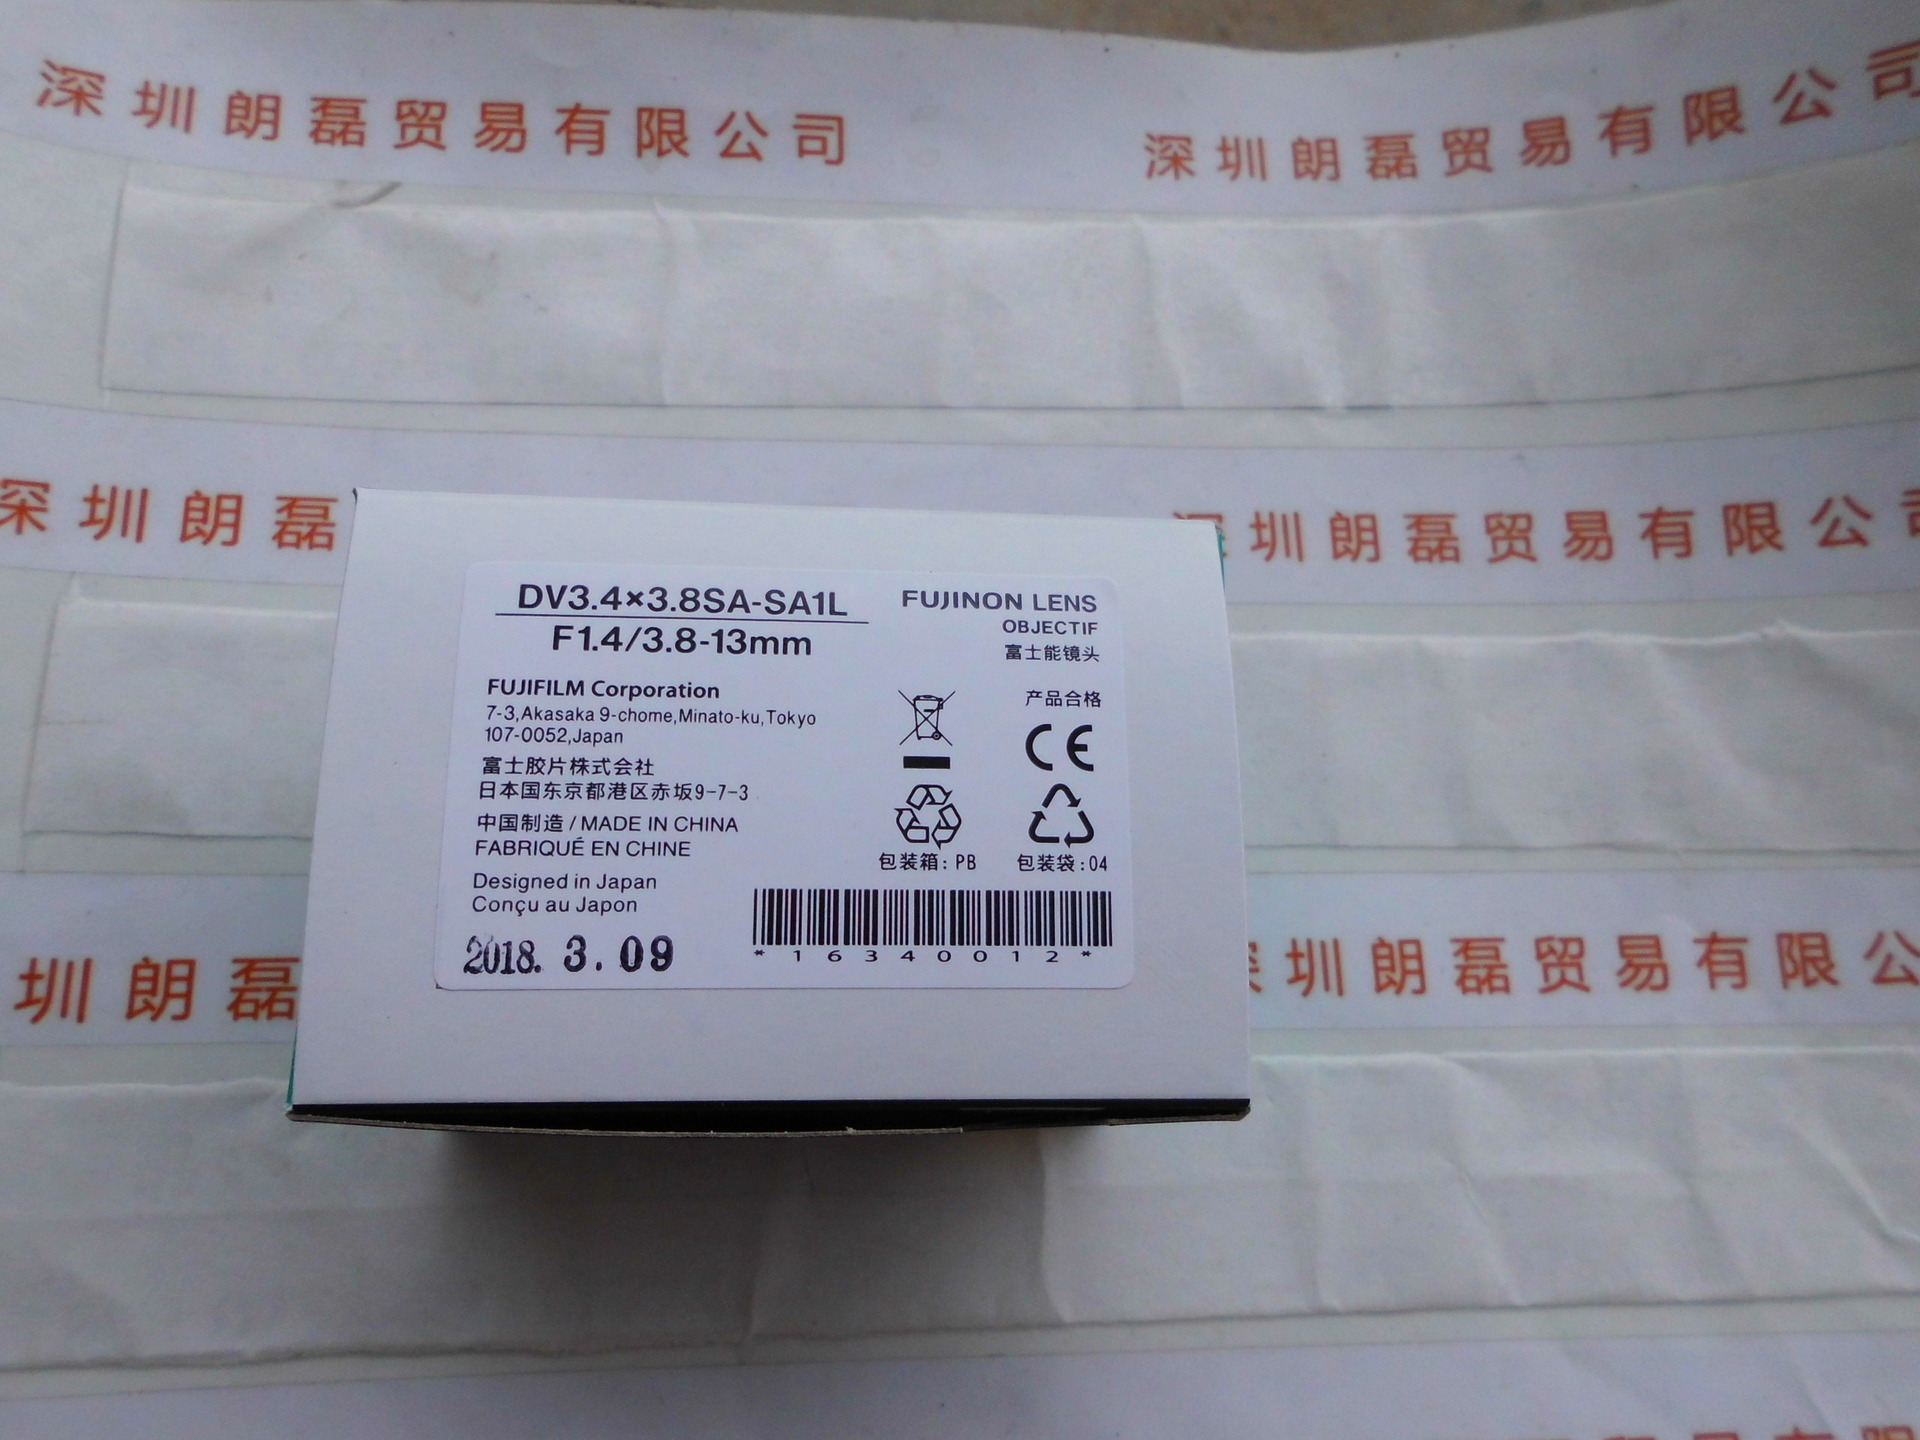 深圳朗磊贸易有限公司
深圳朗磊贸易有限公司
深圳朗磊
深圳朗磊贸易有限公司
DV3.4×3.8SA-SA1L
F1.4/3.8-13mm
FUJINON LENS
OBJECTIF
富士能镜头
FUJIFILM Corporation
7-3,Akasaka 9-chome,Minato-ku,Tokyo
107-0052,Japan
富士胶片株式会社
日本国东京都港区赤坂9-7-3
中国制造 / MADE IN CHINA
FABRIQUÉ EN CHINE
Designed in Japan
Conçu au Japon
2018. 3. 09
产品合格
CE
包装箱: PB
包装袋: 04
*16340012*
圳朗磊
深圳朗磊贸易有限公